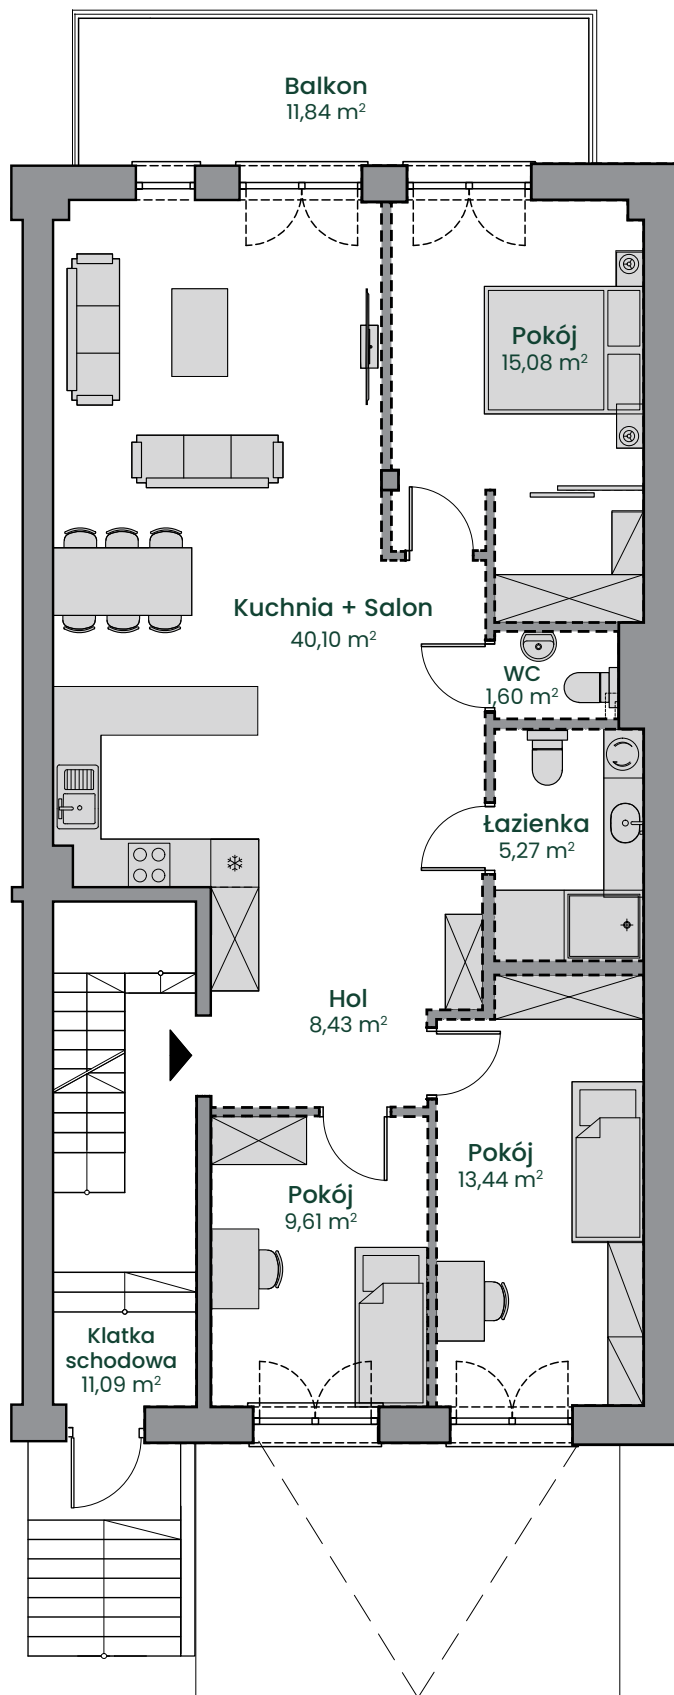 Balkon
11,84 m²
Pokój
15,08 m²
Kuchnia + Salon
40,10 m²
WC
1,60 m²
Łazienka
5,27 m²
Hol
8,43 m²
Pokój
13,44 m²
Pokój
9,61 m²
Klatka
schodowa
11,09 m²